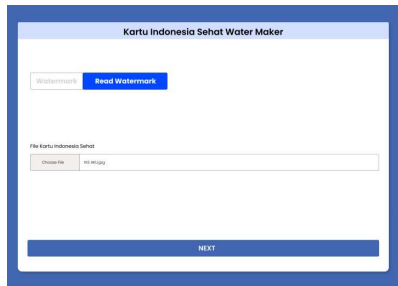 Kartu Indonesia Sehat Water Maker
Watermark Read Watermark
File Kartu Indonesia Sehat
Choose File
NEXT